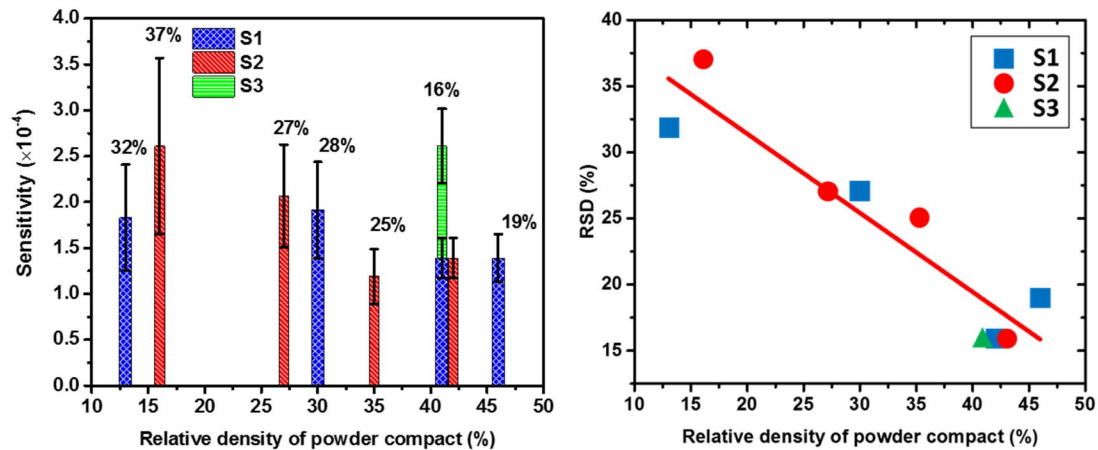 4.0
3.5
3.0
2.5
2.0
1.5
1.0
0.5
0.0
Sensitivity (×10⁻⁴)
37%
S1
S2
S3
32%
27%
28%
25%
16%
19%
10 15 20 25 30 35 40 45 50
Relative density of powder compact (%)
40
35
30
25
20
15
RSD (%)
S1
S2
S3
10 15 20 25 30 35 40 45 50
Relative density of powder compact (%)